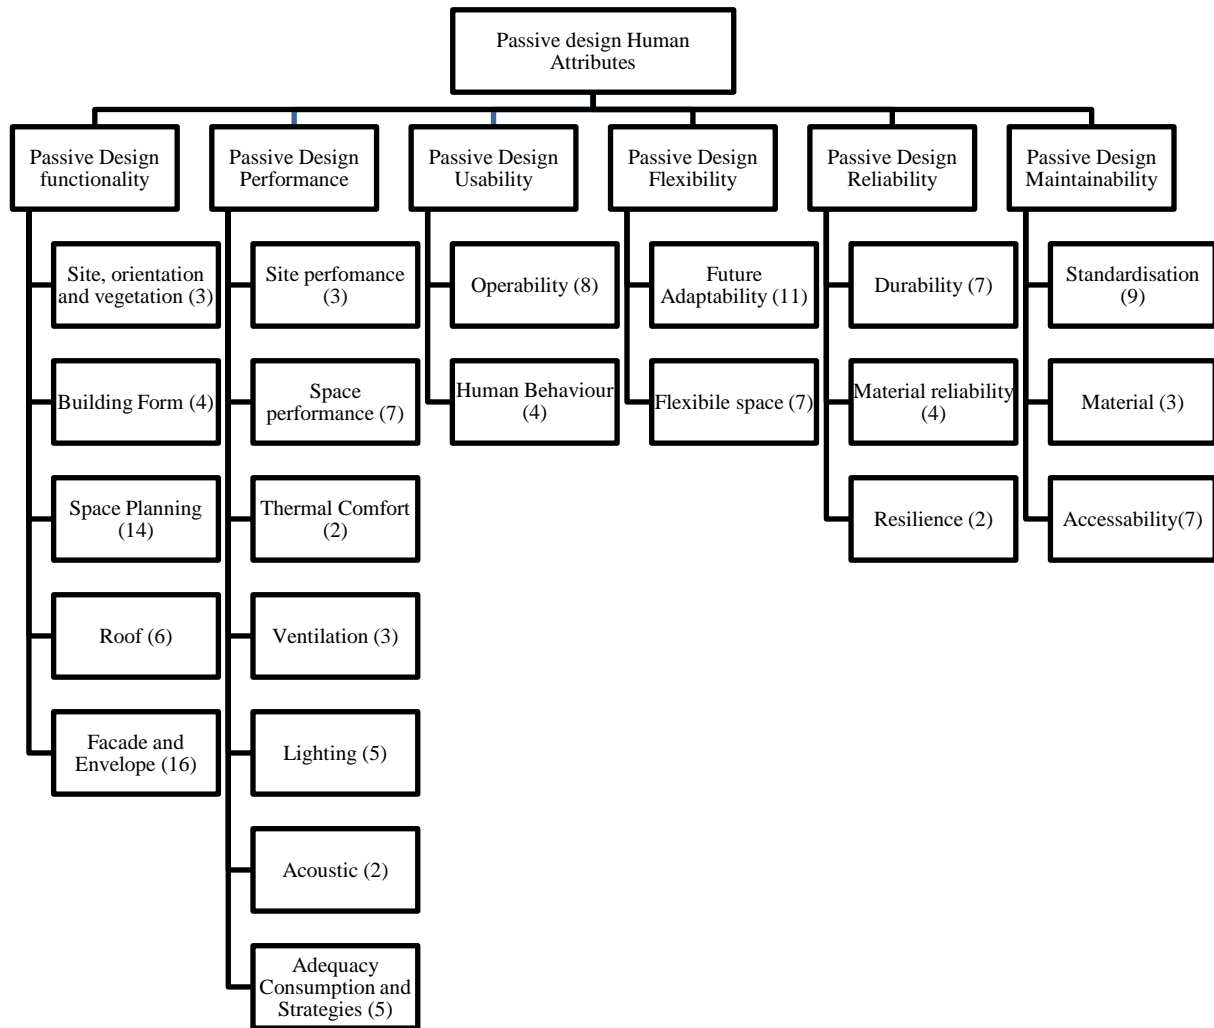 Passive design Human
Attributes
Passive Design
functionality
Passive Design
Performance
Passive Design
Usability
Passive Design
Flexibility
Passive Design
Reliability
Passive Design
Maintainability
Site, orientation
and vegetation (3)
Building Form (4)
Space Planning
(14)
Roof (6)
Facade and
Envelope (16)
Site perfomance
(3)
Space
performance (7)
Thermal Comfort
(2)
Ventilation (3)
Lighting (5)
Acoustic (2)
Adequacy
Consumption and
Strategies (5)
Operability (8)
Human Behaviour
(4)
Future
Adaptability (11)
Flexibile space (7)
Durability (7)
Material reliability
(4)
Resilience (2)
Standardisation
(9)
Material (3)
Accessability(7)